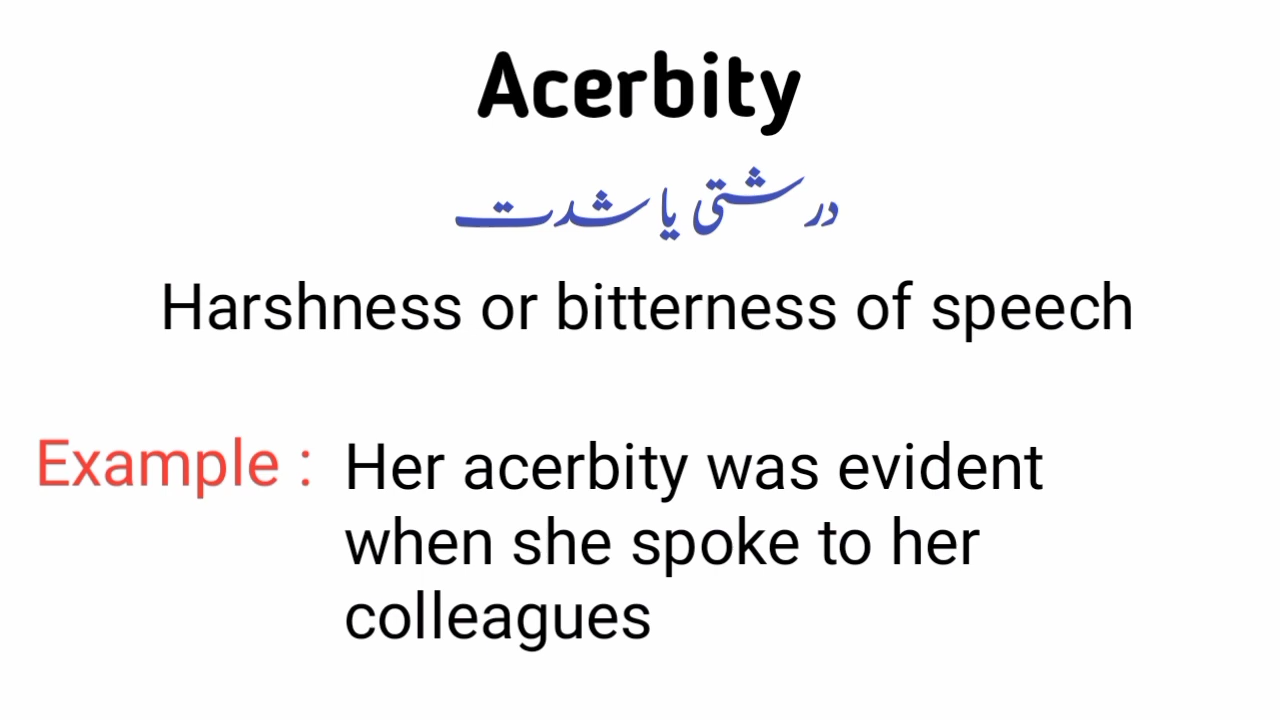 Acerbity
درشتی یا شدت
Harshness or bitterness of speech
Example : Her acerbity was evident
when she spoke to her
colleagues